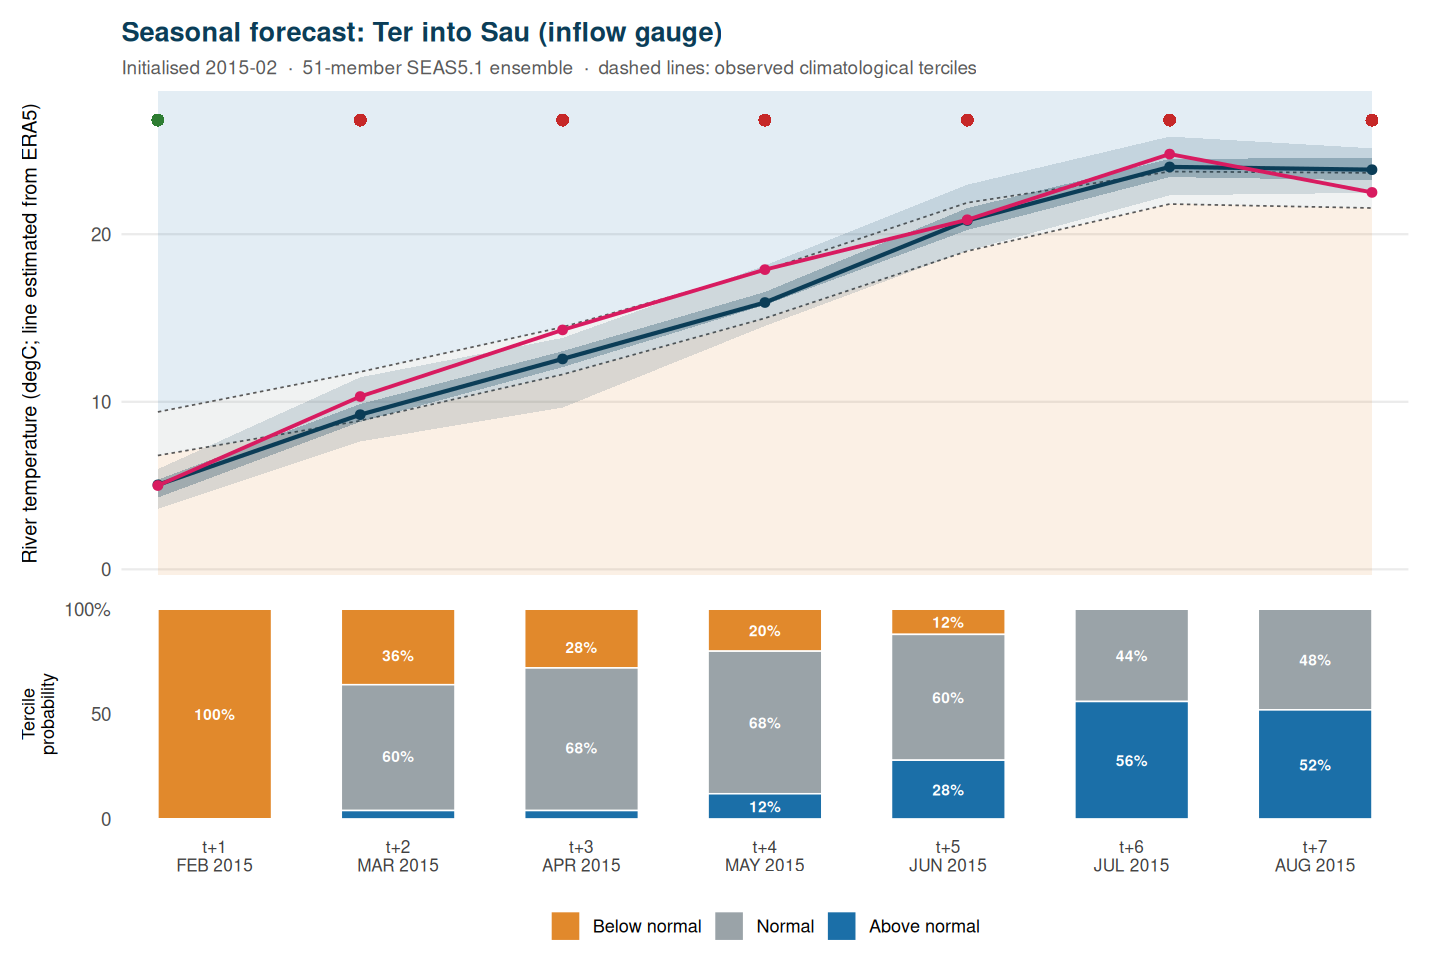 Seasonal forecast: Ter into Sau (inflow gauge)
Initialised 2015-02 · 51-member SEAS5.1 ensemble · dashed lines: observed climatological terciles
River temperature (degC; line estimated from ERA5)
20
10
0
Tercile
probability
100%
50
0
100%
36%
60%
28%
68%
20%
68%
12%
12%
60%
28%
44%
56%
48%
52%
t+1
FEB 2015
t+2
MAR 2015
t+3
APR 2015
t+4
MAY 2015
t+5
JUN 2015
t+6
JUL 2015
t+7
AUG 2015
Below normal
Normal
Above normal